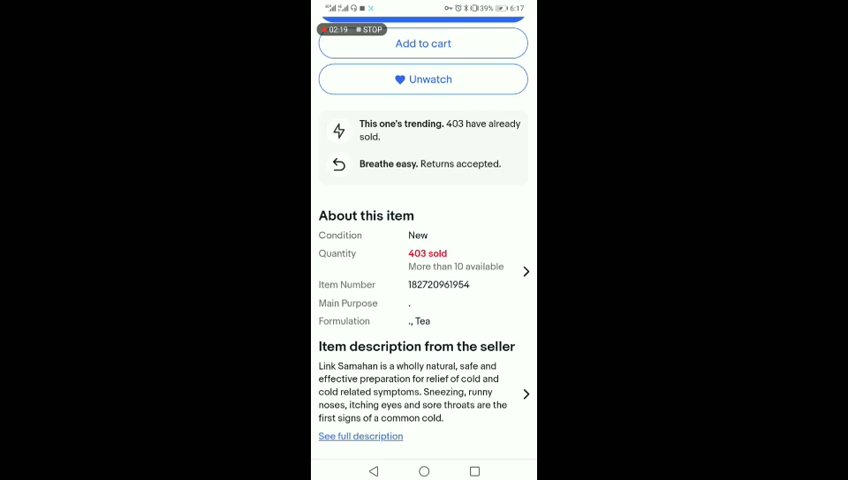 39% 6:17
02:19 STOP
Add to cart
Unwatch
This one's trending. 403 have already
sold.
Breathe easy. Returns accepted.
About this item
Condition New
Quantity 403 sold
More than 10 available
Item Number 182720961954
Main Purpose .
Formulation ., Tea
Item description from the seller
Link Samahan is a wholly natural, safe and
effective preparation for relief of cold and
cold related symptoms. Sneezing, runny
noses, itching eyes and sore throats are the
first signs of a common cold.
See full description